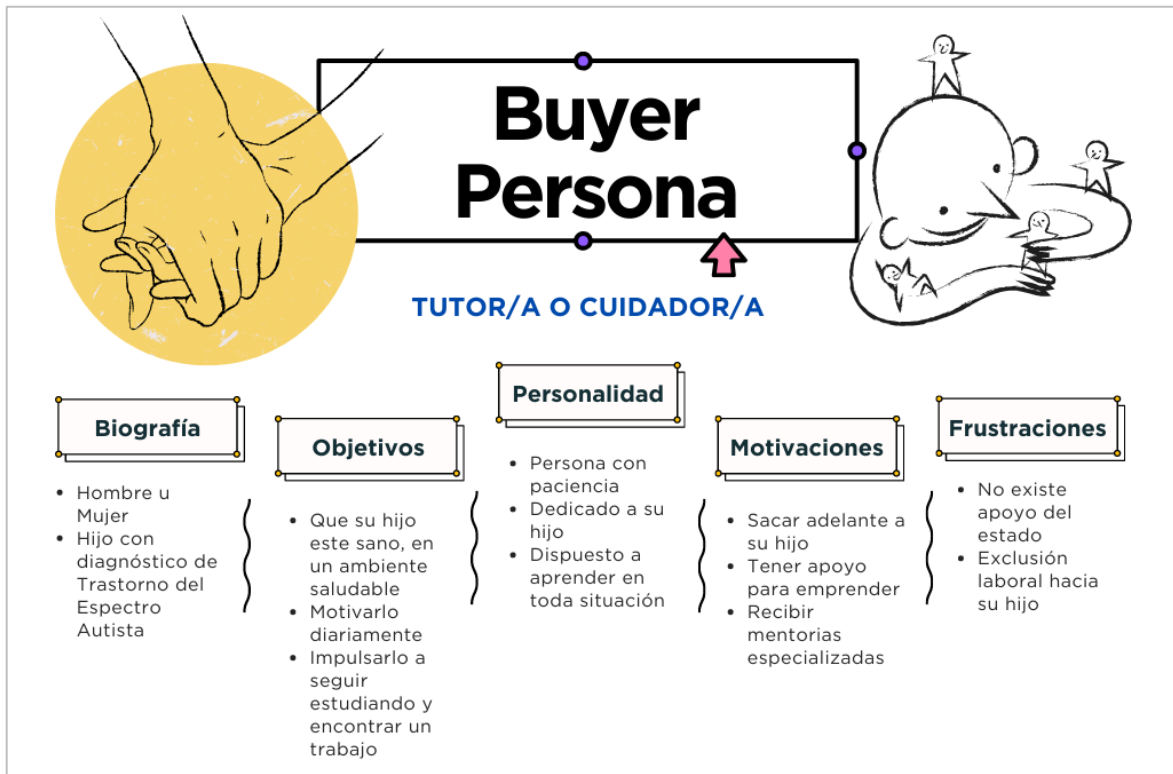 Buyer
Persona
TUTOR/A O CUIDADOR/A
Biografía
• Hombre u
Mujer
• Hijo con
diagnóstico de
Trastorno del
Espectro
Autista
Objetivos
• Que su hijo
este sano, en
un ambiente
saludable
• Motivarlo
diariamente
• Impulsarlo a
seguir
estudiando y
encontrar un
trabajo
Personalidad
• Persona con
paciencia
• Dedicado a su
hijo
• Dispuesto a
aprender en
toda situación
Motivaciones
• Sacar adelante a
su hijo
• Tener apoyo
para emprender
• Recibir
mentorias
especializadas
Frustraciones
• No existe
apoyo del
estado
• Exclusión
laboral hacia
su hijo